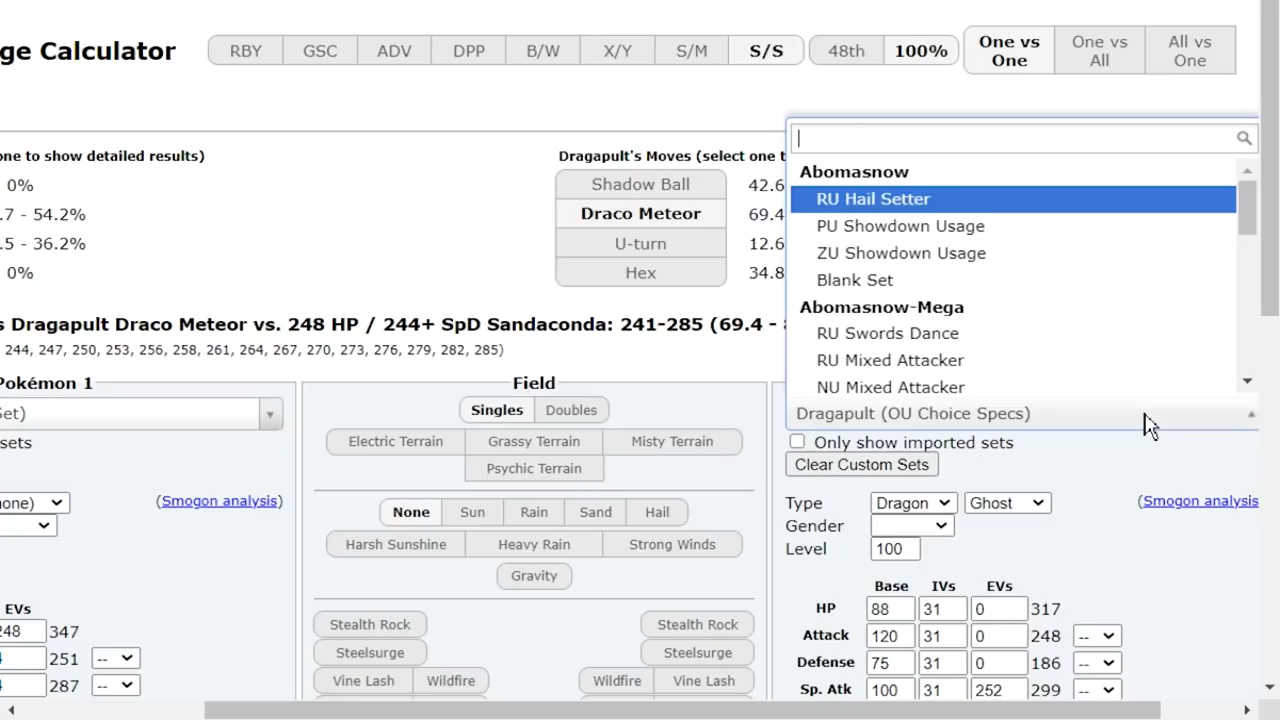 ge Calculator
RBY GSC ADV DPP B/W X/Y S/M S/S 48th 100% One vs One One vs All All vs One
one to show detailed results)
0%
.7 - 54.2%
.5 - 36.2%
0%
Dragapult's Moves (select one t
Shadow Ball 42.6
Draco Meteor 69.4
U-turn 12.6
Hex 34.8
s Dragapult Draco Meteor vs. 248 HP / 244+ SpD Sandaconda: 241-285 (69.4 -
244, 247, 250, 253, 256, 258, 261, 264, 267, 270, 273, 276, 279, 282, 285)
Abomasnow
RU Hail Setter
PU Showdown Usage
ZU Showdown Usage
Blank Set
Abomasnow-Mega
RU Swords Dance
RU Mixed Attacker
NU Mixed Attacker
Dragapult (OU Choice Specs)
Pokémon 1
Set)
sets
one)
(Smogon analysis)
EVs
248 347
251 --
287 --
Field
Singles Doubles
Electric Terrain Grassy Terrain Misty Terrain
Psychic Terrain
None Sun Rain Sand Hail
Harsh Sunshine Heavy Rain Strong Winds
Gravity
Stealth Rock Stealth Rock
Steelsurge Steelsurge
Vine Lash Wildfire Wildfire Vine Lash
Only show imported sets
Clear Custom Sets
Type Dragon Ghost (Smogon analysis
Gender
Level 100
Base IVs EVs
HP 88 31 0 317
Attack 120 31 0 248 --
Defense 75 31 0 186 --
Sp. Atk 100 31 252 299 --